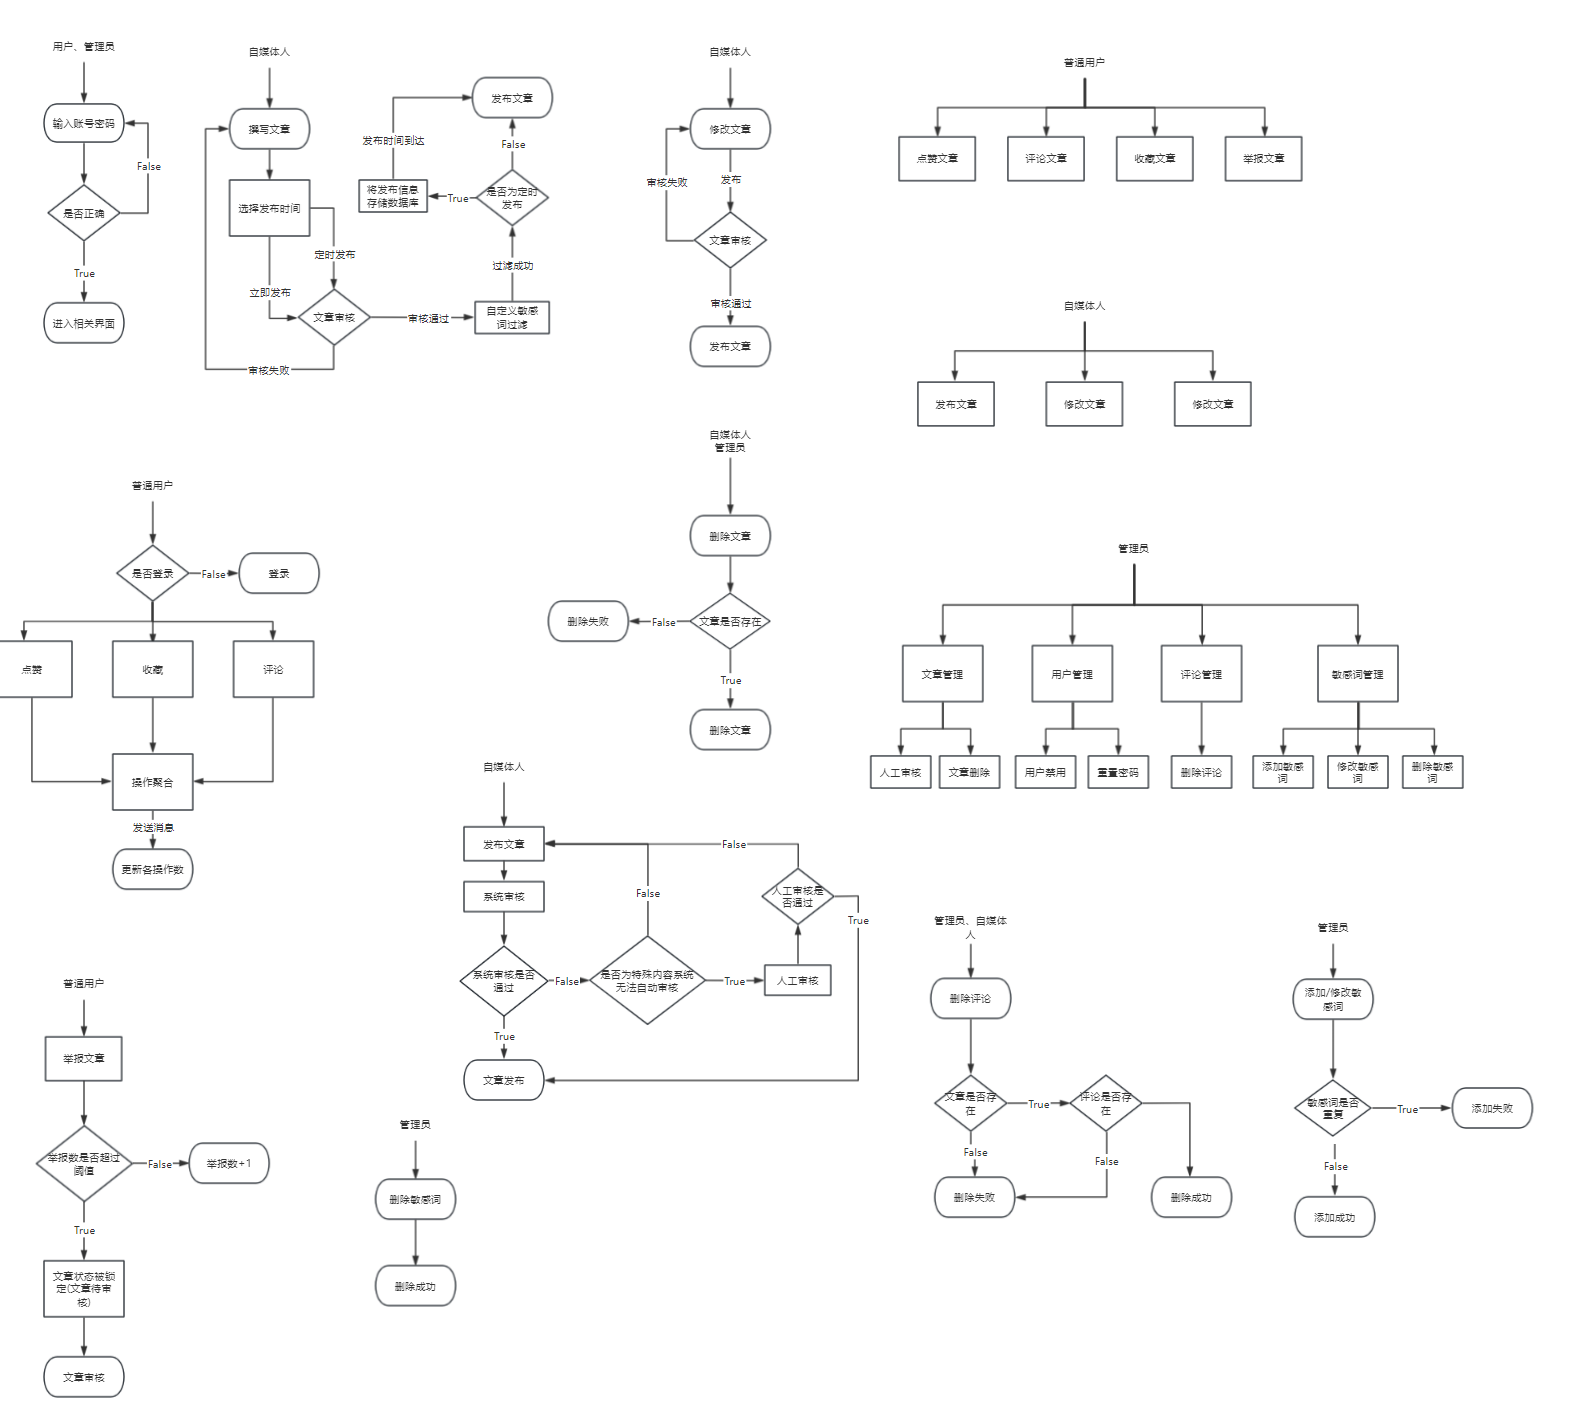 用户、管理员
输入账号密码
False
是否正确
True
进入相关界面
自媒体人
撰写文章
选择发布时间
定时发布
立即发布
文章审核
审核失败
审核通过
自定义敏感
词过滤
过滤成功
是否为定时
发布
False
True
将发布信息
存储数据库
发布时间到达
发布文章
自媒体人
修改文章
审核失败
发布
文章审核
审核通过
发布文章
普通用户
点赞文章
评论文章
收藏文章
举报文章
自媒体人
发布文章
修改文章
修改文章
普通用户
是否登录
False
登录
点赞
收藏
评论
操作聚合
发送消息
更新各操作数
自媒体人
管理员
删除文章
文章是否存在
False
删除失败
True
删除文章
管理员
文章管理
用户管理
评论管理
敏感词管理
人工审核
文章删除
用户禁用
重置密码
删除评论
添加敏感
词
修改敏感
词
删除敏感
词
自媒体人
发布文章
系统审核
系统审核是否
通过
False
是否为特殊内容系统
无法自动审核
False
True
人工审核
人工审核是
否通过
False
True
True
文章发布
普通用户
举报文章
举报数是否超过
阈值
False
举报数+1
True
文章状态被锁
定(文章待审
核)
文章审核
管理员
删除敏感词
删除成功
管理员、自媒体
人
删除评论
文章是否存
在
True
评论是否存
在
False
False
删除失败
删除成功
管理员
添加/修改敏
感词
敏感词是否
重复
True
添加失败
False
添加成功